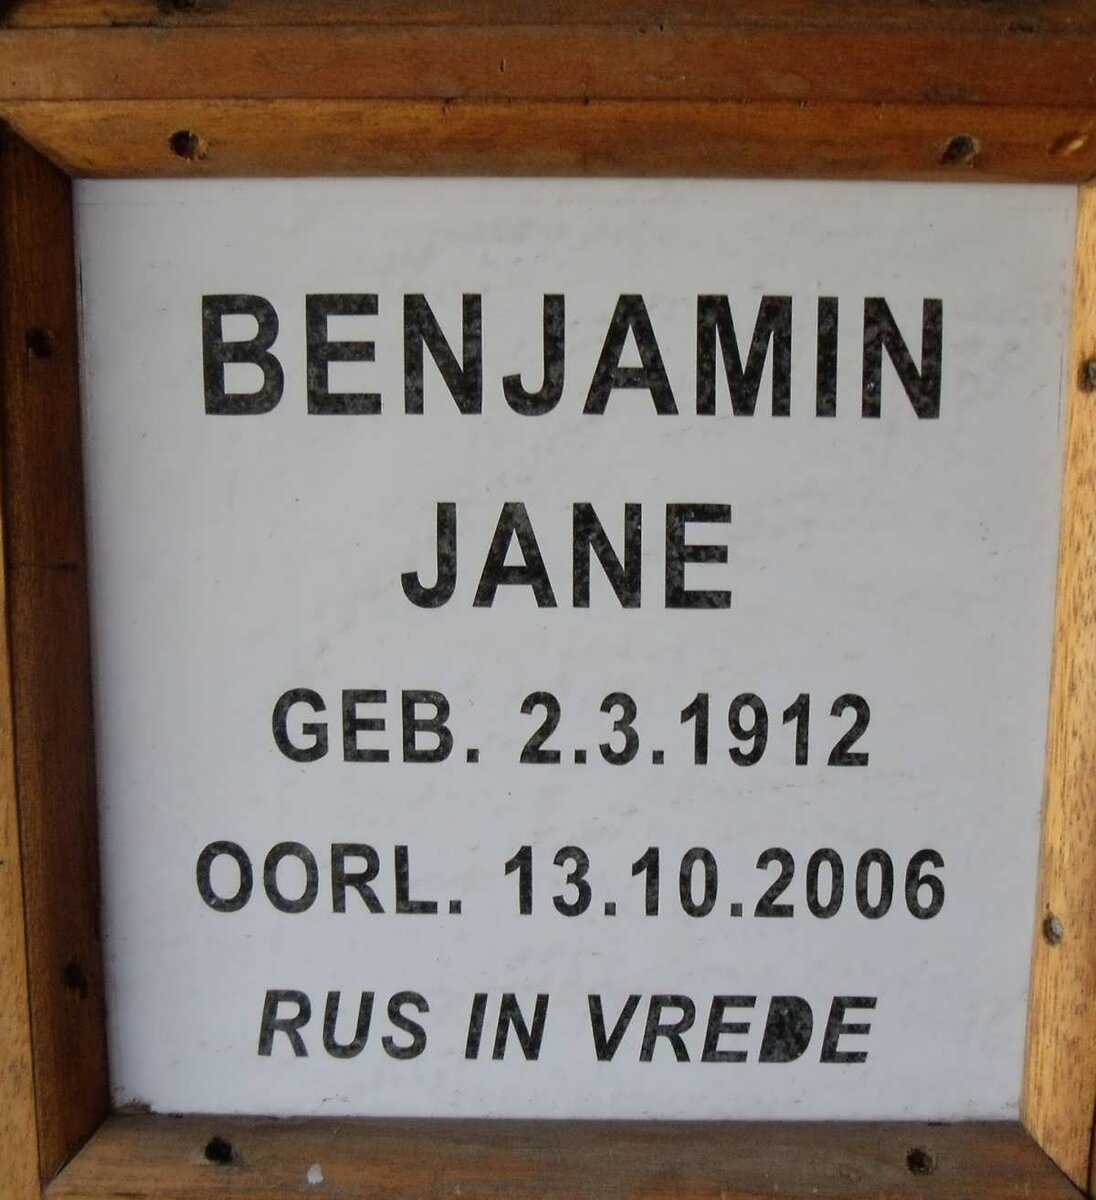 BENJAMIN
JANE
GEB. 2.3.1912
OORL. 13.10.2006
RUS IN VREDE